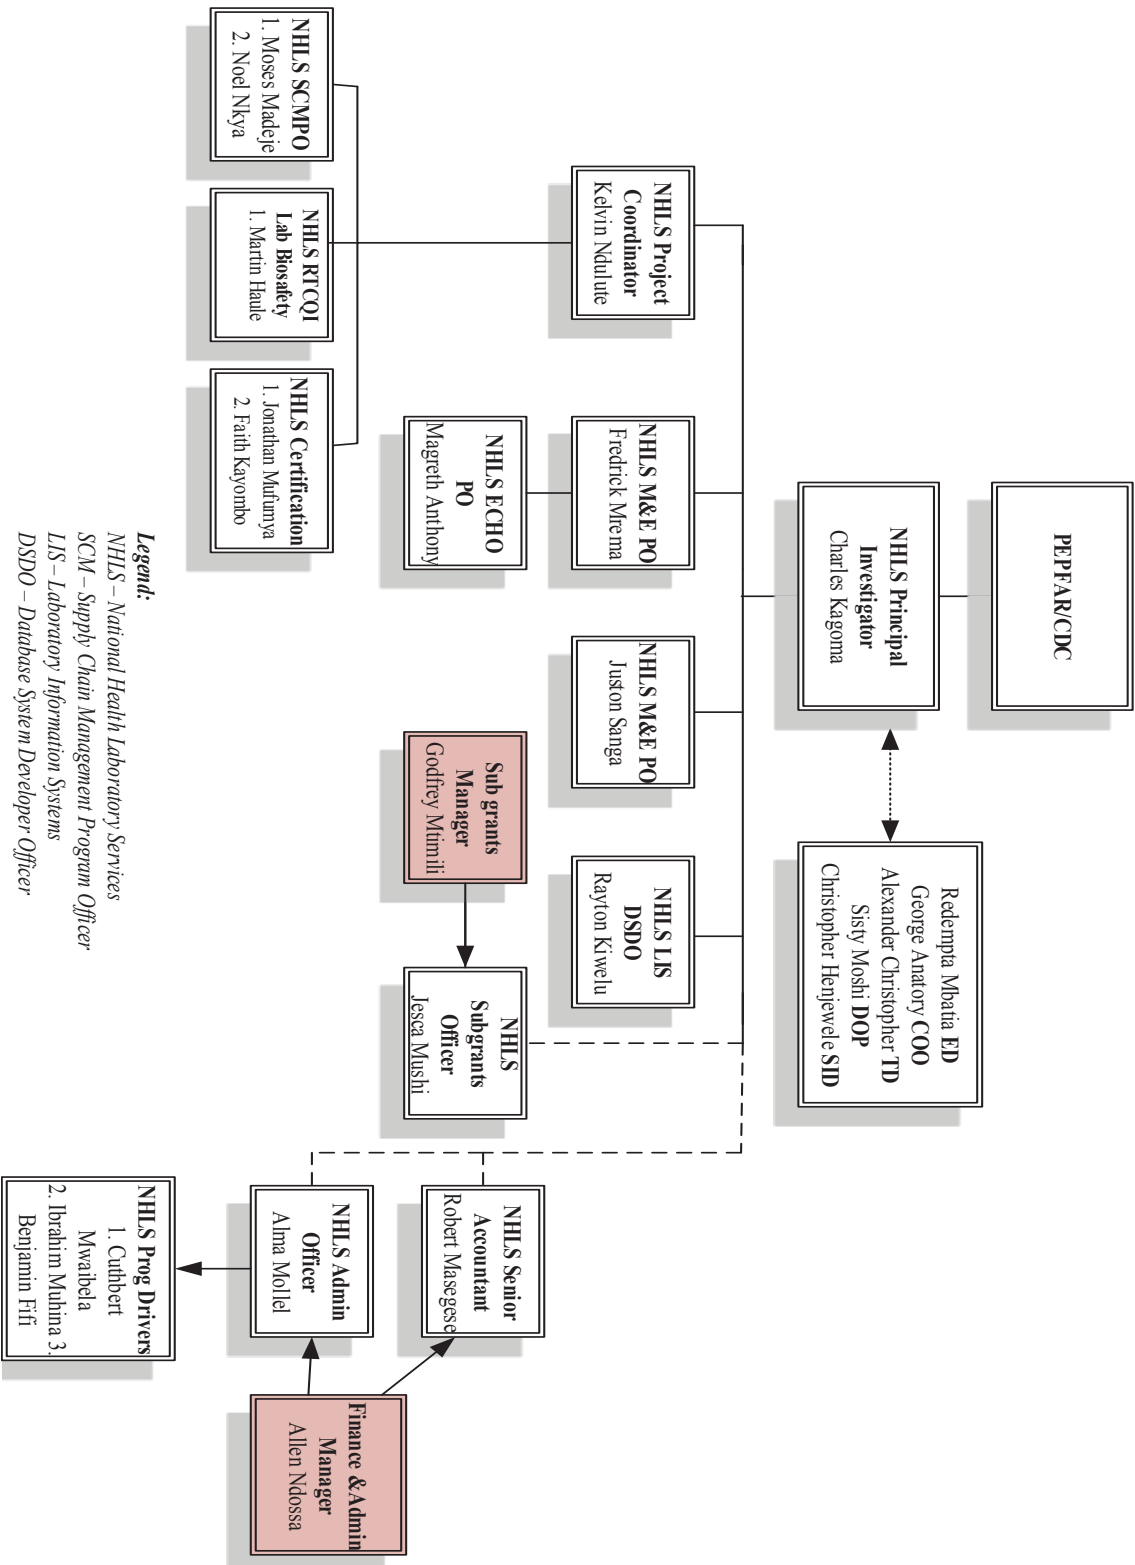 PEPFAR/CDC
NHLS Principal
Investigator
Charles Kagoma
Redempta Mbatia ED
George Anatory COO
Alexander Christopher TD
Sisty Moshi DOP
Christopher Henjewele SID
NHLS Project
Coordinator
Kelvin Ndulute
NHLS M&E PO
Fredrick Mrema
NHLS M&E PO
Juston Sanga
NHLS LIS
DSDO
Rayton Kiwelu
NHLS ECHO
PO
Magreth Anthony
Sub grants
Manager
Godfrey Mtimili
NHLS
Subgrants
Officer
Jesca Mushi
NHLS Senior
Accountant
Robert Masegese
NHLS SCMPO
1. Moses Madeje
2. Noel Nkya
NHLS RTCQI
Lab Biosafety
1. Martin Haule
NHLS Certification
1. Jonathan Mufumya
2. Faith Kayombo
NHLS Admin
Officer
Alma Mollel
Finance &Admin
Manager
Allen Ndossa
NHLS Prog Drivers
1. Cuthbert
Mwaibela
2. Ibrahim Muhina 3.
Benjamin Fifi
Legend:
NHLS – National Health Laboratory Services
SCM – Supply Chain Management Program Officer
LIS – Laboratory Information Systems
DSDO – Database System Developer Officer